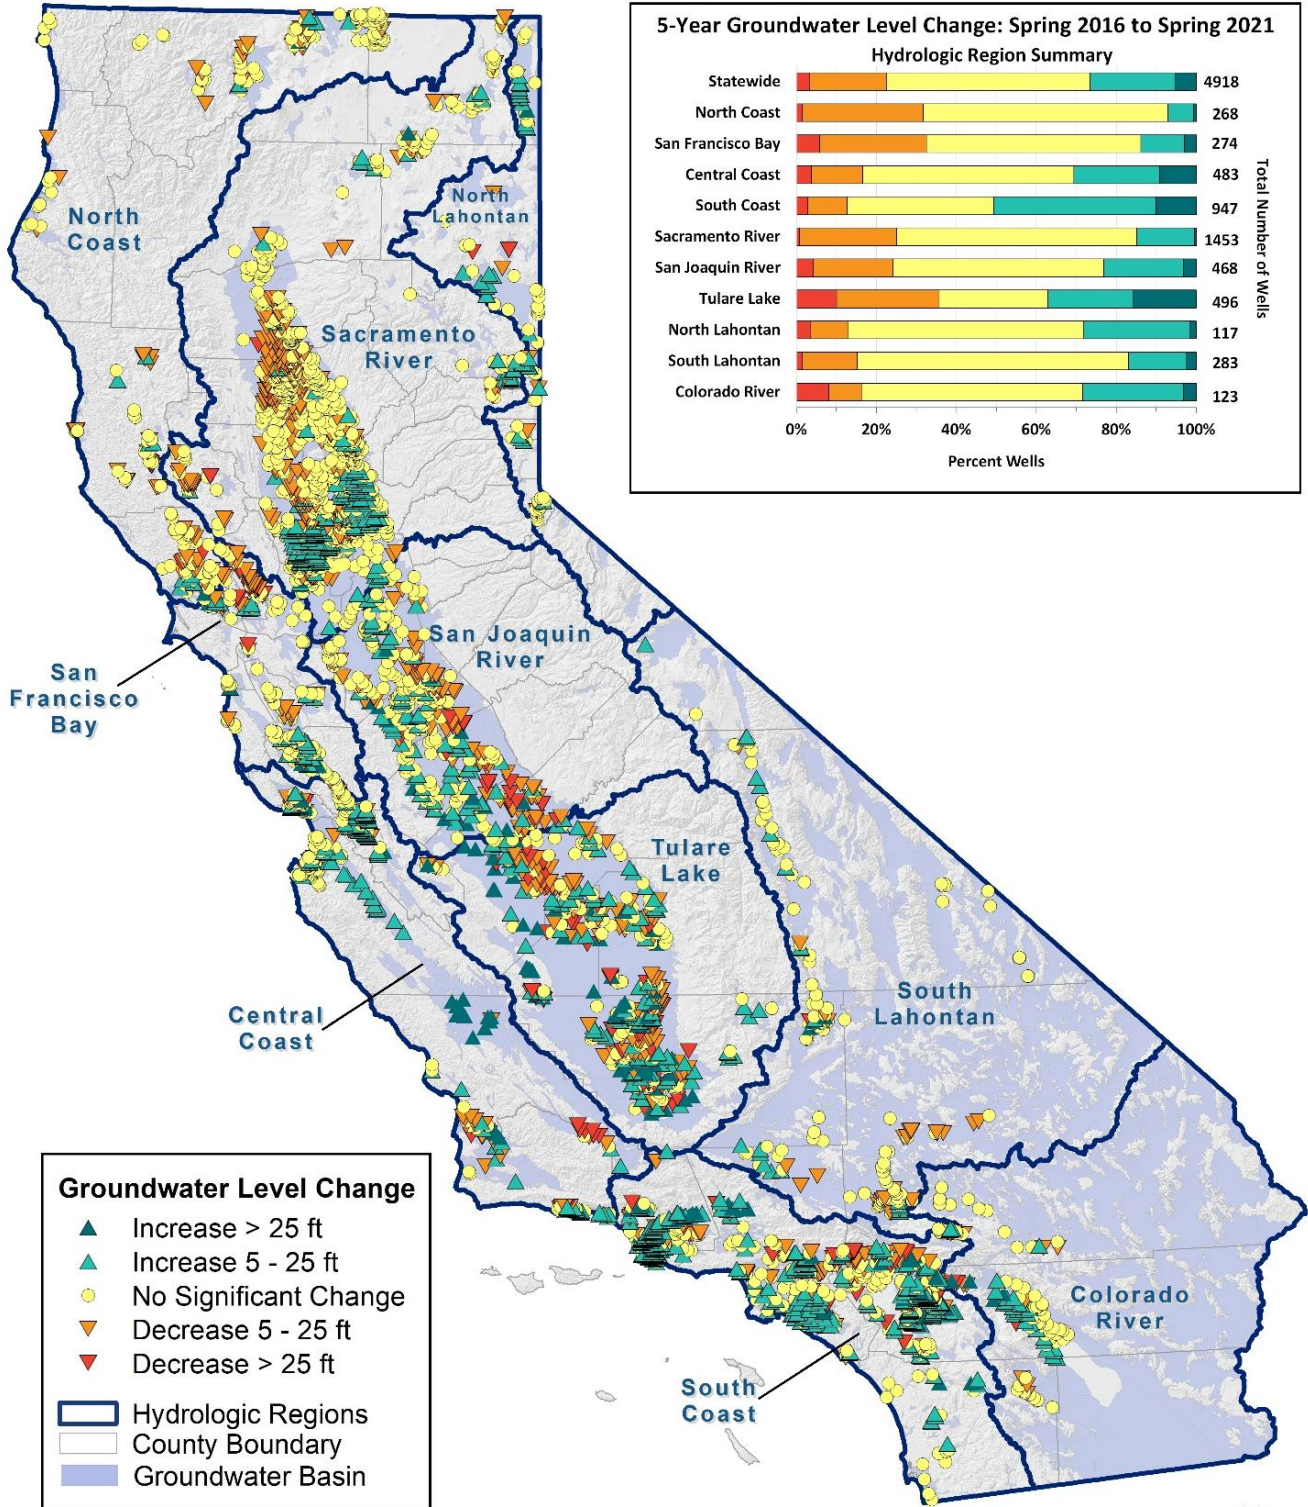 5-Year Groundwater Level Change: Spring 2016 to Spring 2021
Hydrologic Region Summary
Statewide 4918
North Coast 268
San Francisco Bay 274
Central Coast 483
South Coast 947
Sacramento River 1453
San Joaquin River 468
Tulare Lake 496
North Lahontan 117
South Lahontan 283
Colorado River 123
Total Number of Wells
0% 20% 40% 60% 80% 100%
Percent Wells
North
Coast
North
Lahontan
Sacramento
River
San Joaquin
River
San
Francisco
Bay
Tulare
Lake
Central
Coast
South
Lahontan
Colorado
River
South
Coast
Groundwater Level Change
Increase > 25 ft
Increase 5 - 25 ft
No Significant Change
Decrease 5 - 25 ft
Decrease > 25 ft
Hydrologic Regions
County Boundary
Groundwater Basin